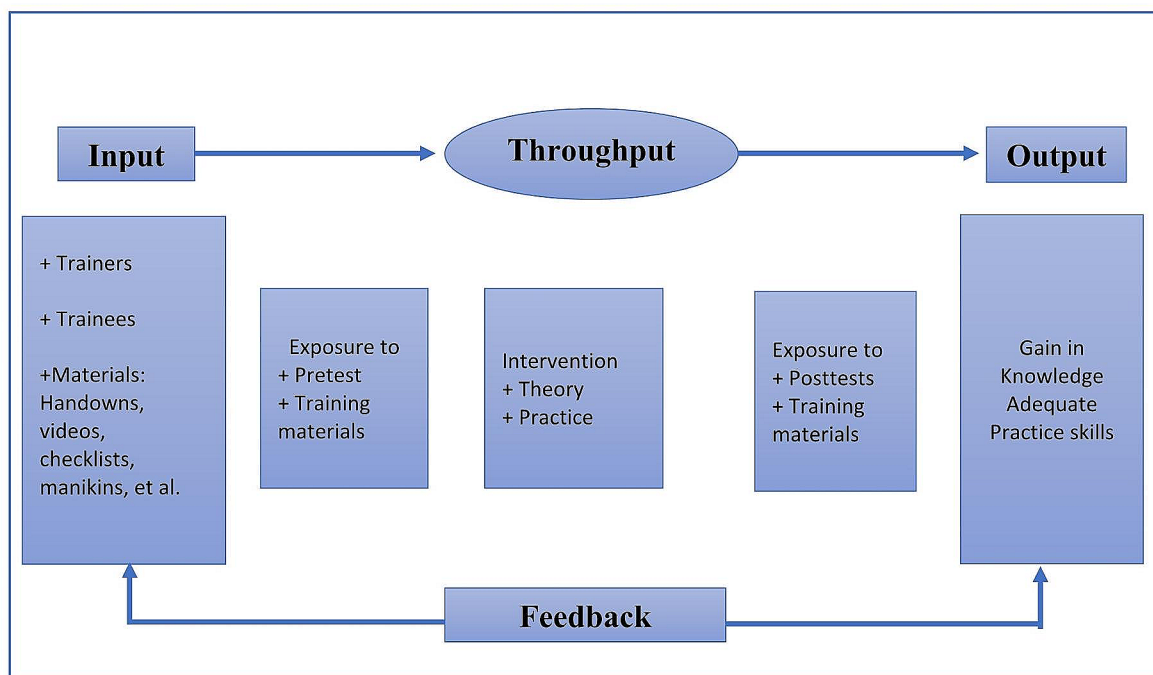 Input
Throughput
Output
+ Trainers
+ Trainees
+Materials:
Handowns,
videos,
checklists,
manikins, et al.
Exposure to
+ Pretest
+ Training
materials
Intervention
+ Theory
+ Practice
Exposure to
+ Posttests
+ Training
materials
Gain in
Knowledge
Adequate
Practice skills
Feedback